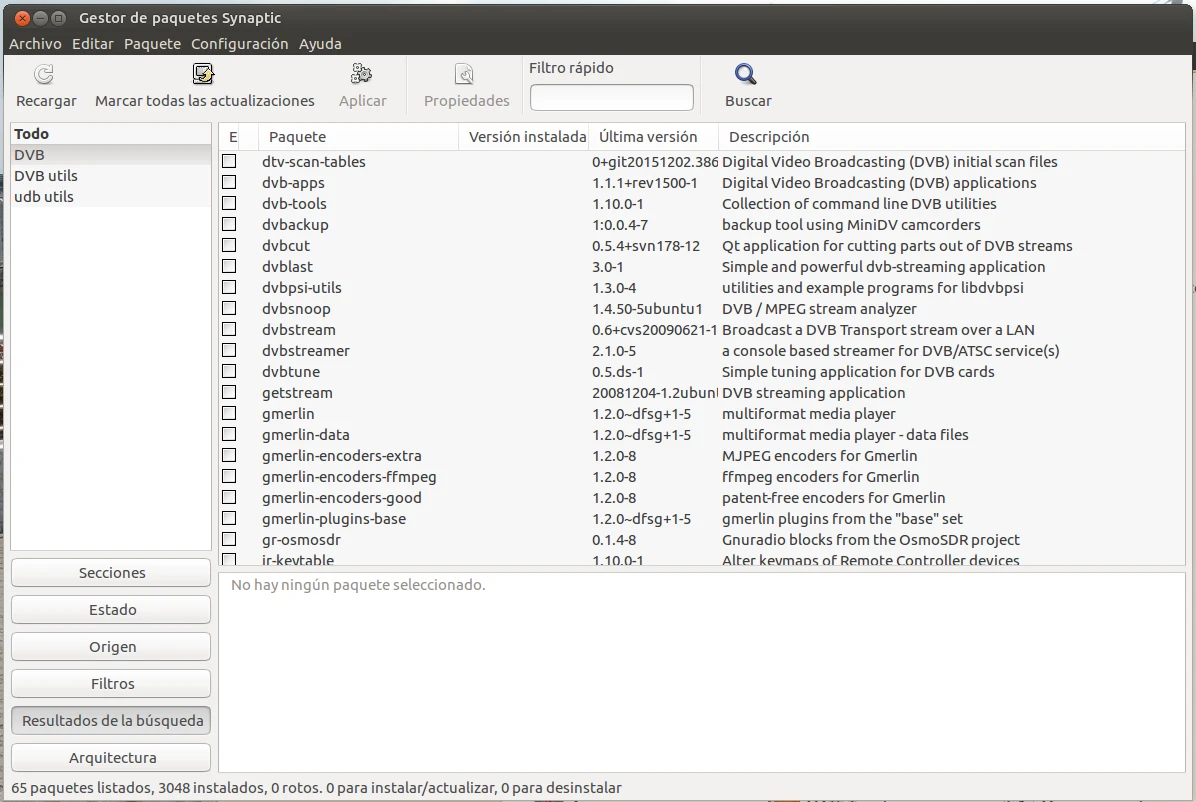 Gestor de paquetes Synaptic
Archivo Editar Paquete Configuración Ayuda
Recargar Marcar todas las actualizaciones Aplicar Propiedades Filtro rápido Buscar
Todo
DVB
DVB utils
udb utils
E Paquete Versión instalada Última versión Descripción
dtv-scan-tables 0+git20151202.386 Digital Video Broadcasting (DVB) initial scan files
dvb-apps 1.1.1+rev1500-1 Digital Video Broadcasting (DVB) applications
dvb-tools 1.10.0-1 Collection of command line DVB utilities
dvbackup 1:0.0.4-7 backup tool using MiniDV camcorders
dvbcut 0.5.4+svn178-12 Qt application for cutting parts out of DVB streams
dvblast 3.0-1 Simple and powerful dvb-streaming application
dvbpsi-utils 1.3.0-4 utilities and example programs for libdvbpsi
dvbsnoop 1.4.50-5ubuntu1 DVB / MPEG stream analyzer
dvbstream 0.6+cvs20090621-1 Broadcast a DVB Transport stream over a LAN
dvbstreamer 2.1.0-5 a console based streamer for DVB/ATSC service(s)
dvbtune 0.5.ds-1 Simple tuning application for DVB cards
getstream 20081204-1.2ubunt DVB streaming application
gmerlin 1.2.0~dfsg+1-5 multiformat media player
gmerlin-data 1.2.0~dfsg+1-5 multiformat media player - data files
gmerlin-encoders-extra 1.2.0-8 MJPEG encoders for Gmerlin
gmerlin-encoders-ffmpeg 1.2.0-8 ffmpeg encoders for Gmerlin
gmerlin-encoders-good 1.2.0-8 patent-free encoders for Gmerlin
gmerlin-plugins-base 1.2.0~dfsg+1-5 gmerlin plugins from the "base" set
gr-osmosdr 0.1.4-8 Gnuradio blocks from the OsmoSDR project
ir-keytable 1.10.0-1 Alter keymaps of Remote Controller devices
Secciones
Estado
Origen
Filtros
Resultados de la búsqueda
Arquitectura
No hay ningún paquete seleccionado.
65 paquetes listados, 3048 instalados, 0 rotos. 0 para instalar/actualizar, 0 para desinstalar